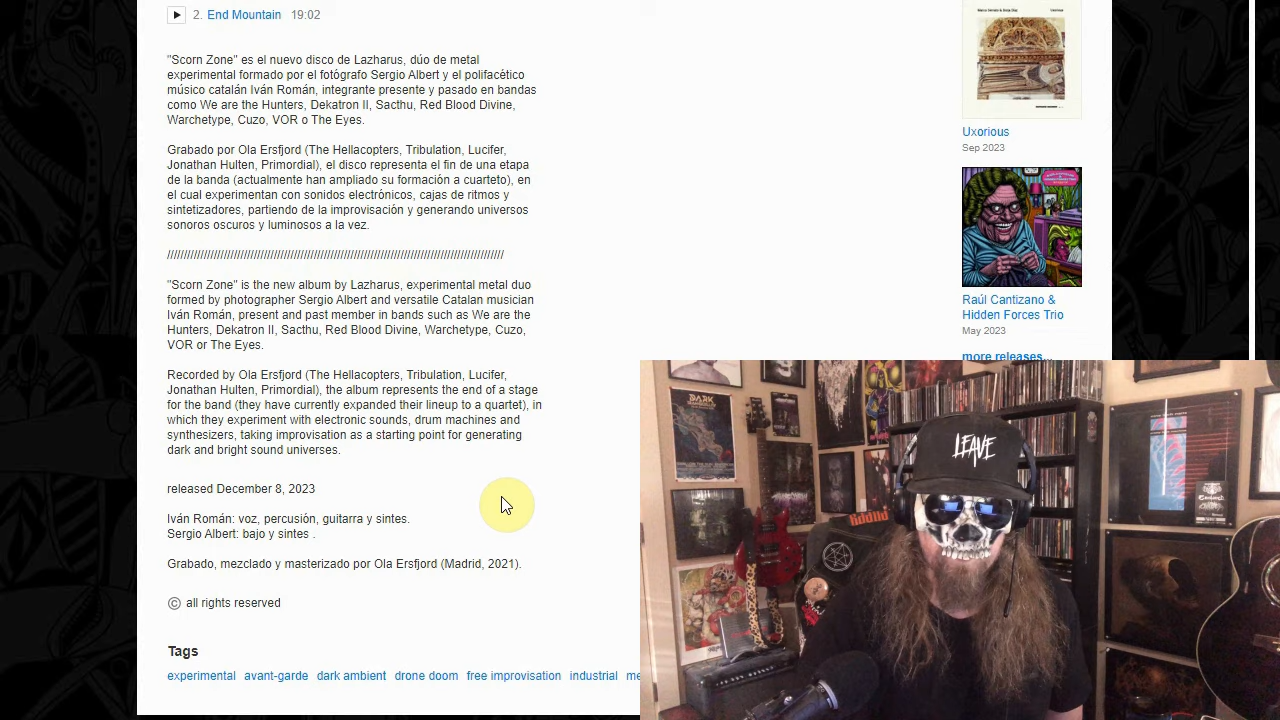 2. End Mountain 19:02
"Scorn Zone" es el nuevo disco de Lazharus, dúo de metal
experimental formado por el fotógrafo Sergio Albert y el polifacético
músico catalán Iván Román, integrante presente y pasado en bandas
como We are the Hunters, Dekatron II, Sacthu, Red Blood Divine,
Warchetype, Cuzo, VOR o The Eyes.
Grabado por Ola Ersfjord (The Hellacopters, Tribulation, Lucifer,
Jonathan Hulten, Primordial), el disco representa el fin de una etapa
de la banda (actualmente han ampliado su formación a cuarteto), en
el cual experimentan con sonidos electrónicos, cajas de ritmos y
sintetizadores, partiendo de la improvisación y generando universos
sonoros oscuros y luminosos a la vez.
////////////////////////////////////////////////////////////////////////////////////////////////////
"Scorn Zone" is the new album by Lazharus, experimental metal duo
formed by photographer Sergio Albert and versatile Catalan musician
Iván Román, present and past member in bands such as We are the
Hunters, Dekatron II, Sacthu, Red Blood Divine, Warchetype, Cuzo,
VOR or The Eyes.
Recorded by Ola Ersfjord (The Hellacopters, Tribulation, Lucifer,
Jonathan Hulten, Primordial), the album represents the end of a stage
for the band (they have currently expanded their lineup to a quartet), in
which they experiment with electronic sounds, drum machines and
synthesizers, taking improvisation as a starting point for generating
dark and bright sound universes.
released December 8, 2023
Iván Román: voz, percusión, guitarra y sintes.
Sergio Albert: bajo y sintes .
Grabado, mezclado y masterizado por Ola Ersfjord (Madrid, 2021).
© all rights reserved
Tags
experimental avant-garde dark ambient drone doom free improvisation industrial me
Uxorious
Sep 2023
Raúl Cantizano &
Hidden Forces Trio
May 2023
more releases...
DARK
LEAVE